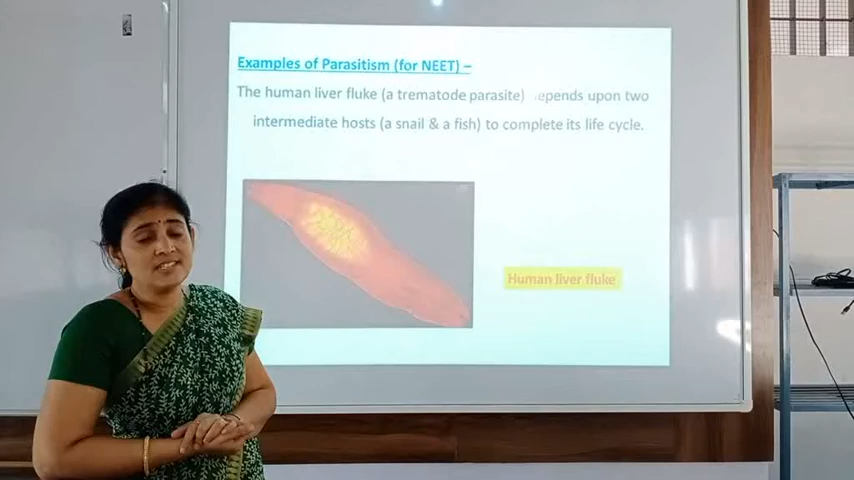 Examples of Parasitism (for NEET) –
The human liver fluke (a trematode parasite) depends upon two
intermediate hosts (a snail & a fish) to complete its life cycle.
Human liver fluke